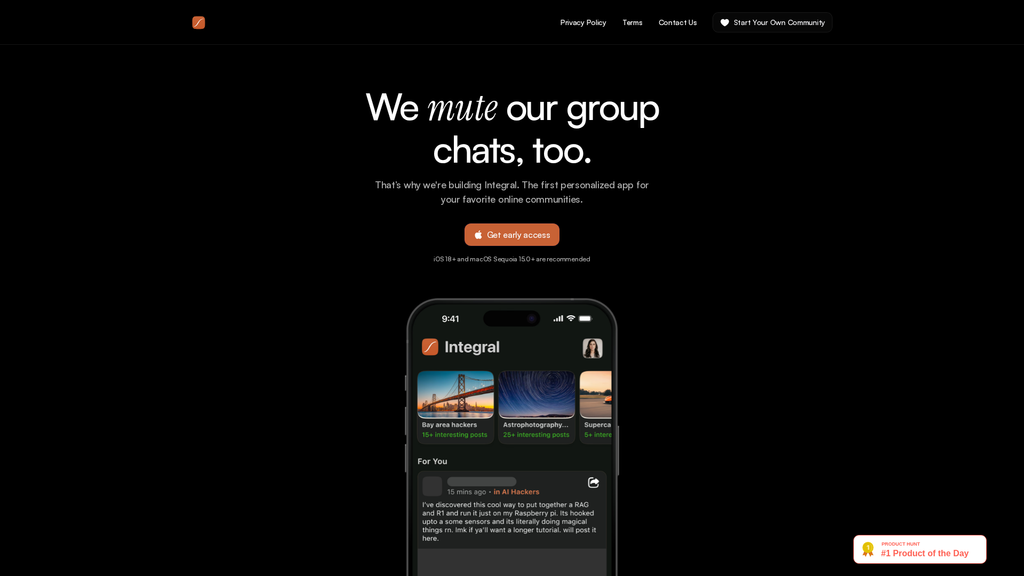 Privacy Policy
Terms
Contact Us
Start Your Own Community
We mute our group
chats, too.
That's why we're building Integral. The first personalized app for
your favorite online communities.
Get early access
iOS 18+ and macOS Sequoia 15.0+ are recommended
9:41
Integral
Bay area hackers
15+ interesting posts
Astrophotography...
25+ interesting posts
Superca
5+ intere
For You
15 mins ago • in AI Hackers
I've discovered this cool way to put together a RAG
and R1 and run it just on my Raspberry pi. Its hooked
upto a some sensors and its literally doing magical
things rn. lmk if ya'll want a longer tutorial. will post it
here.
PRODUCT HUNT
#1 Product of the Day